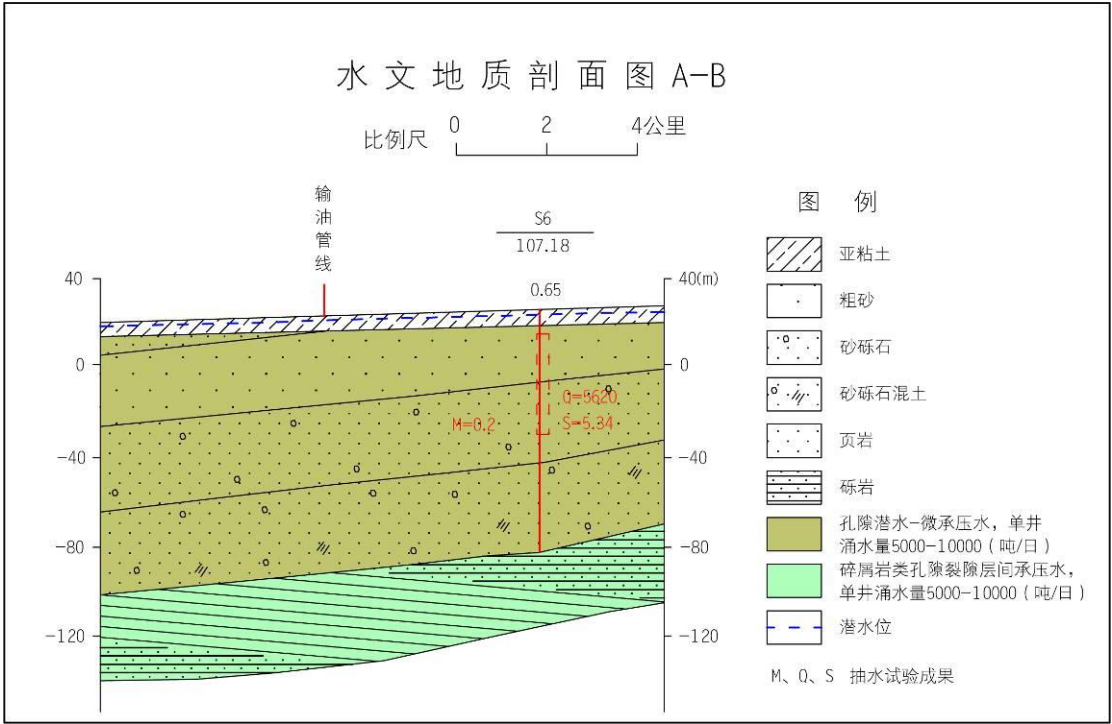 水文地质剖面图 A-B
比例尺
0 2 4公里
输油管线
S6
107.18
0.65
40
0
-40
-80
-120
40(m)
0
-40
-80
-120
M=0.2
Q=5620
S=5.34
图 例
亚粘土
粗砂
砂砾石
砂砾石混土
页岩
砾岩
孔隙潜水-微承压水，单井
涌水量5000-10000（吨/日）
碎屑岩类孔隙裂隙层间承压水，
单井涌水量5000-10000（吨/日）
潜水位
M、Q、S 抽水试验成果